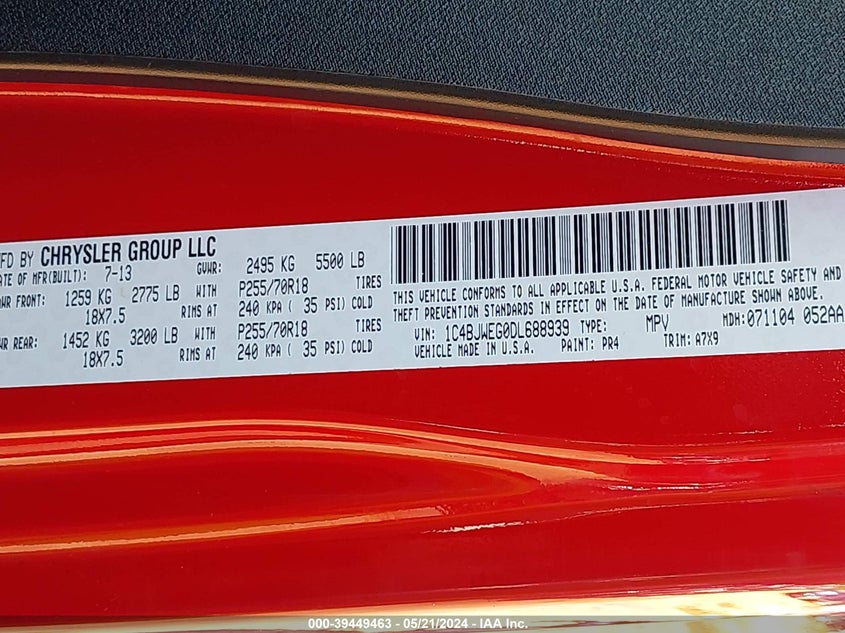 FD BY CHRYSLER GROUP LLC
ATE OF MFR(BUILT): 7-13 GVWR: 2495 KG 5500 LB
WR FRONT: 1259 KG 2775 LB WITH P255/70R18 TIRES
18X7.5 RIMS AT 240 KPA ( 35 PSI) COLD
WR REAR: 1452 KG 3200 LB WITH P255/70R18 TIRES
18X7.5 RIMS AT 240 KPA ( 35 PSI) COLD
THIS VEHICLE CONFORMS TO ALL APPLICABLE U.S.A. FEDERAL MOTOR VEHICLE SAFETY AND
THEFT PREVENTION STANDARDS IN EFFECT ON THE DATE OF MANUFACTURE SHOWN ABOVE.
VIN: 1C4BJWEG0DL688939 TYPE: MPV MDH:071104 052AA
VEHICLE MADE IN U.S.A. PAINT: PR4 TRIM: A7X9
000-39449463 - 05/21/2024 - IAA Inc.